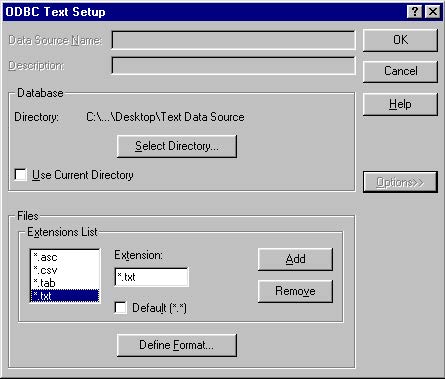 ODBC Text Setup
Data Source Name:
OK
Description:
Cancel
Database
Help
Directory: C:\...\Desktop\Text Data Source
Select Directory...
Use Current Directory
Options>>
Files
Extensions List
*.asc
*.csv
*.tab
*.txt
Extension:
*.txt
Default (*.*)
Add
Remove
Define Format...